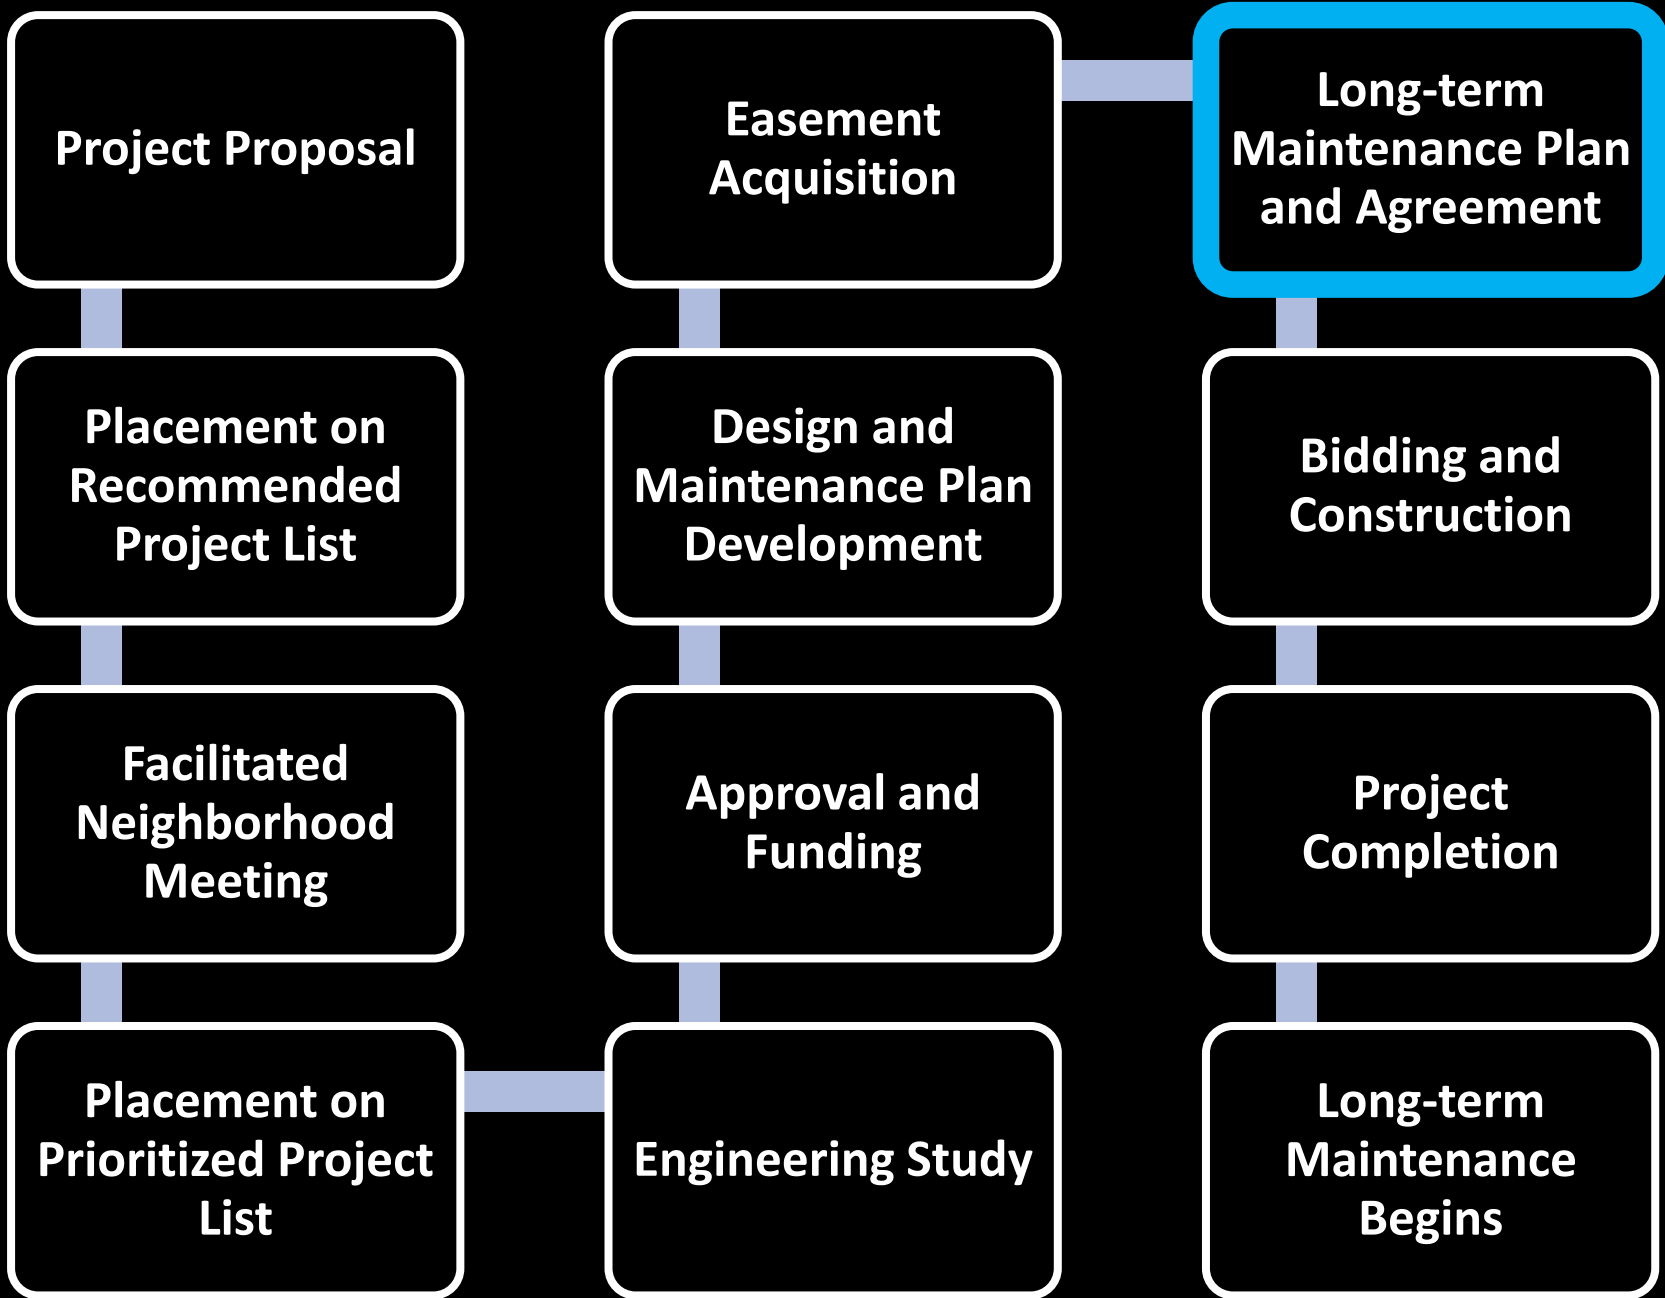 Project Proposal
Placement on
Recommended
Project List
Facilitated
Neighborhood
Meeting
Placement on
Prioritized Project
List
Engineering Study
Approval and
Funding
Design and
Maintenance Plan
Development
Easement
Acquisition
Long-term
Maintenance Plan
and Agreement
Bidding and
Construction
Project
Completion
Long-term
Maintenance
Begins